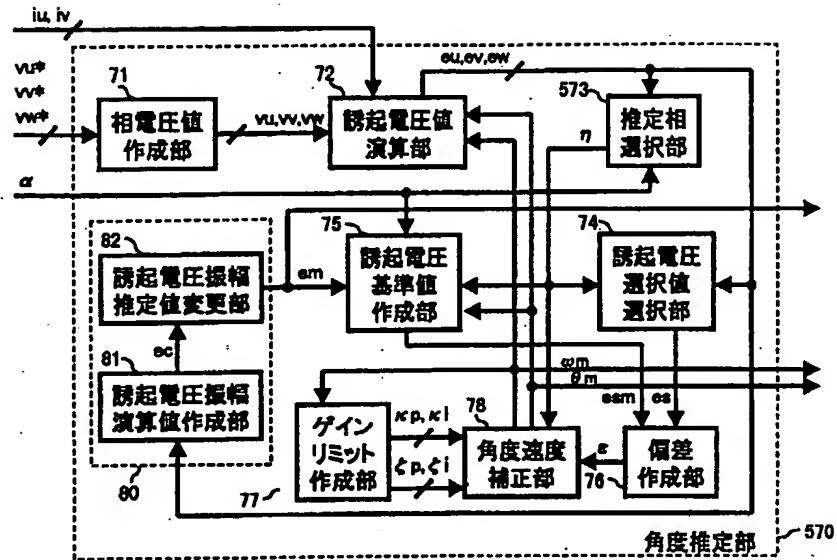 iu, iv
vu*
vv*
vw*
71
相電圧値
作成部
vu, vv, vw
72
誘起電圧値
演算部
eu, ev, ew
573
推定相
選択部
η
α
82
誘起電圧振幅
推定値変更部
em
ec
81
誘起電圧振幅
演算値作成部
80
75
誘起電圧
基準値
作成部
74
誘起電圧
選択値
選択部
ωm
θm
esm
es
ゲイン
リミット
作成部
77
κp, κi
ζp, ζi
78
角度速度
補正部
ε
偏差
作成部
76
角度推定部
570